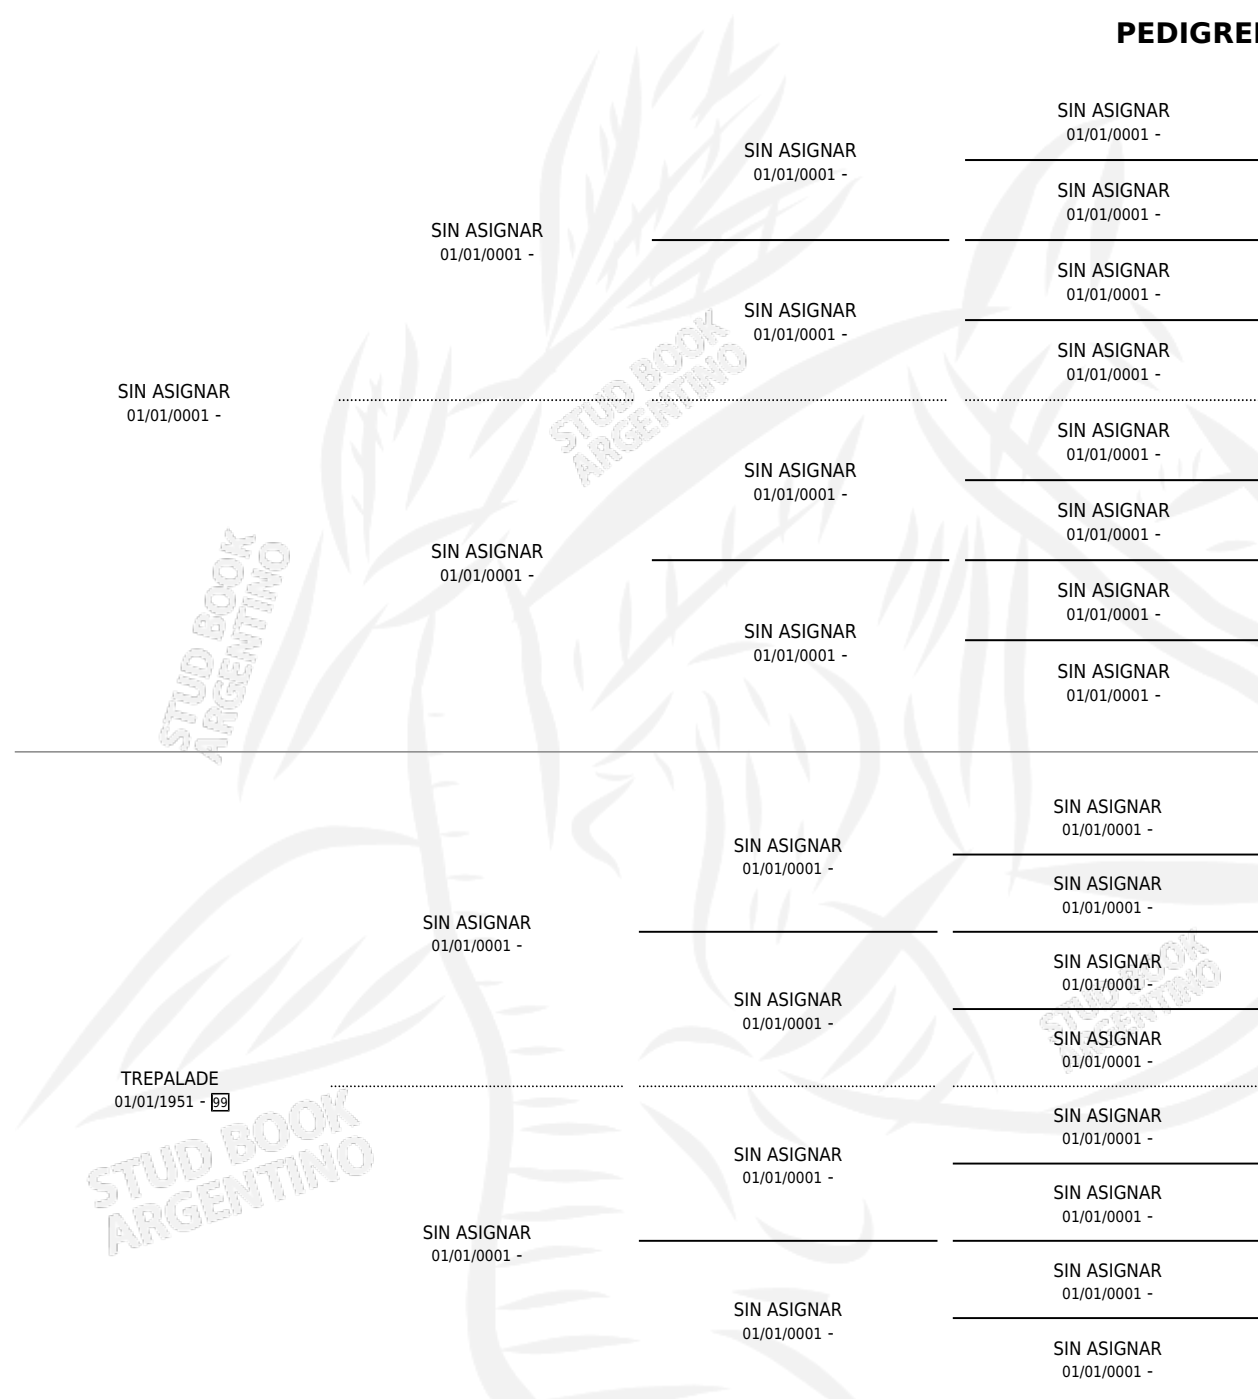 PEDIGREE
SIN ASIGNAR
01/01/0001 -
SIN ASIGNAR
01/01/0001 -
SIN ASIGNAR
01/01/0001 -
SIN ASIGNAR
01/01/0001 -
SIN ASIGNAR
01/01/0001 -
SIN ASIGNAR
01/01/0001 -
SIN ASIGNAR
01/01/0001 -
SIN ASIGNAR
01/01/0001 -
STUD BOOK
ARGENTINO
SIN ASIGNAR
01/01/0001 -
SIN ASIGNAR
01/01/0001 -
SIN ASIGNAR
01/01/0001 -
SIN ASIGNAR
01/01/0001 -
SIN ASIGNAR
01/01/0001 -
SIN ASIGNAR
01/01/0001 -
SIN ASIGNAR
01/01/0001 -
STUD BOOK
ARGENTINO
SIN ASIGNAR
01/01/0001 -
SIN ASIGNAR
01/01/0001 -
SIN ASIGNAR
01/01/0001 -
SIN ASIGNAR
01/01/0001 -
SIN ASIGNAR
01/01/0001 -
SIN ASIGNAR
01/01/0001 -
STUD BOOK
ARGENTINO
SIN ASIGNAR
01/01/0001 -
SIN ASIGNAR
01/01/0001 -
TREPALADE
01/01/1951 - 99
STUD BOOK
ARGENTINO
SIN ASIGNAR
01/01/0001 -
SIN ASIGNAR
01/01/0001 -
SIN ASIGNAR
01/01/0001 -
SIN ASIGNAR
01/01/0001 -
SIN ASIGNAR
01/01/0001 -
SIN ASIGNAR
01/01/0001 -
SIN ASIGNAR
01/01/0001 -